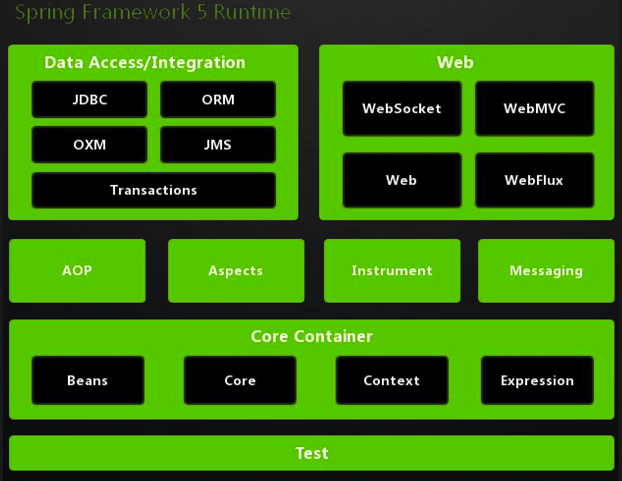 Spring Framework 5 Runtime
Data Access/Integration
JDBC ORM
OXM JMS
Transactions
Web
WebSocket WebMVC
Web WebFlux
AOP Aspects Instrument Messaging
Core Container
Beans Core Context Expression
Test